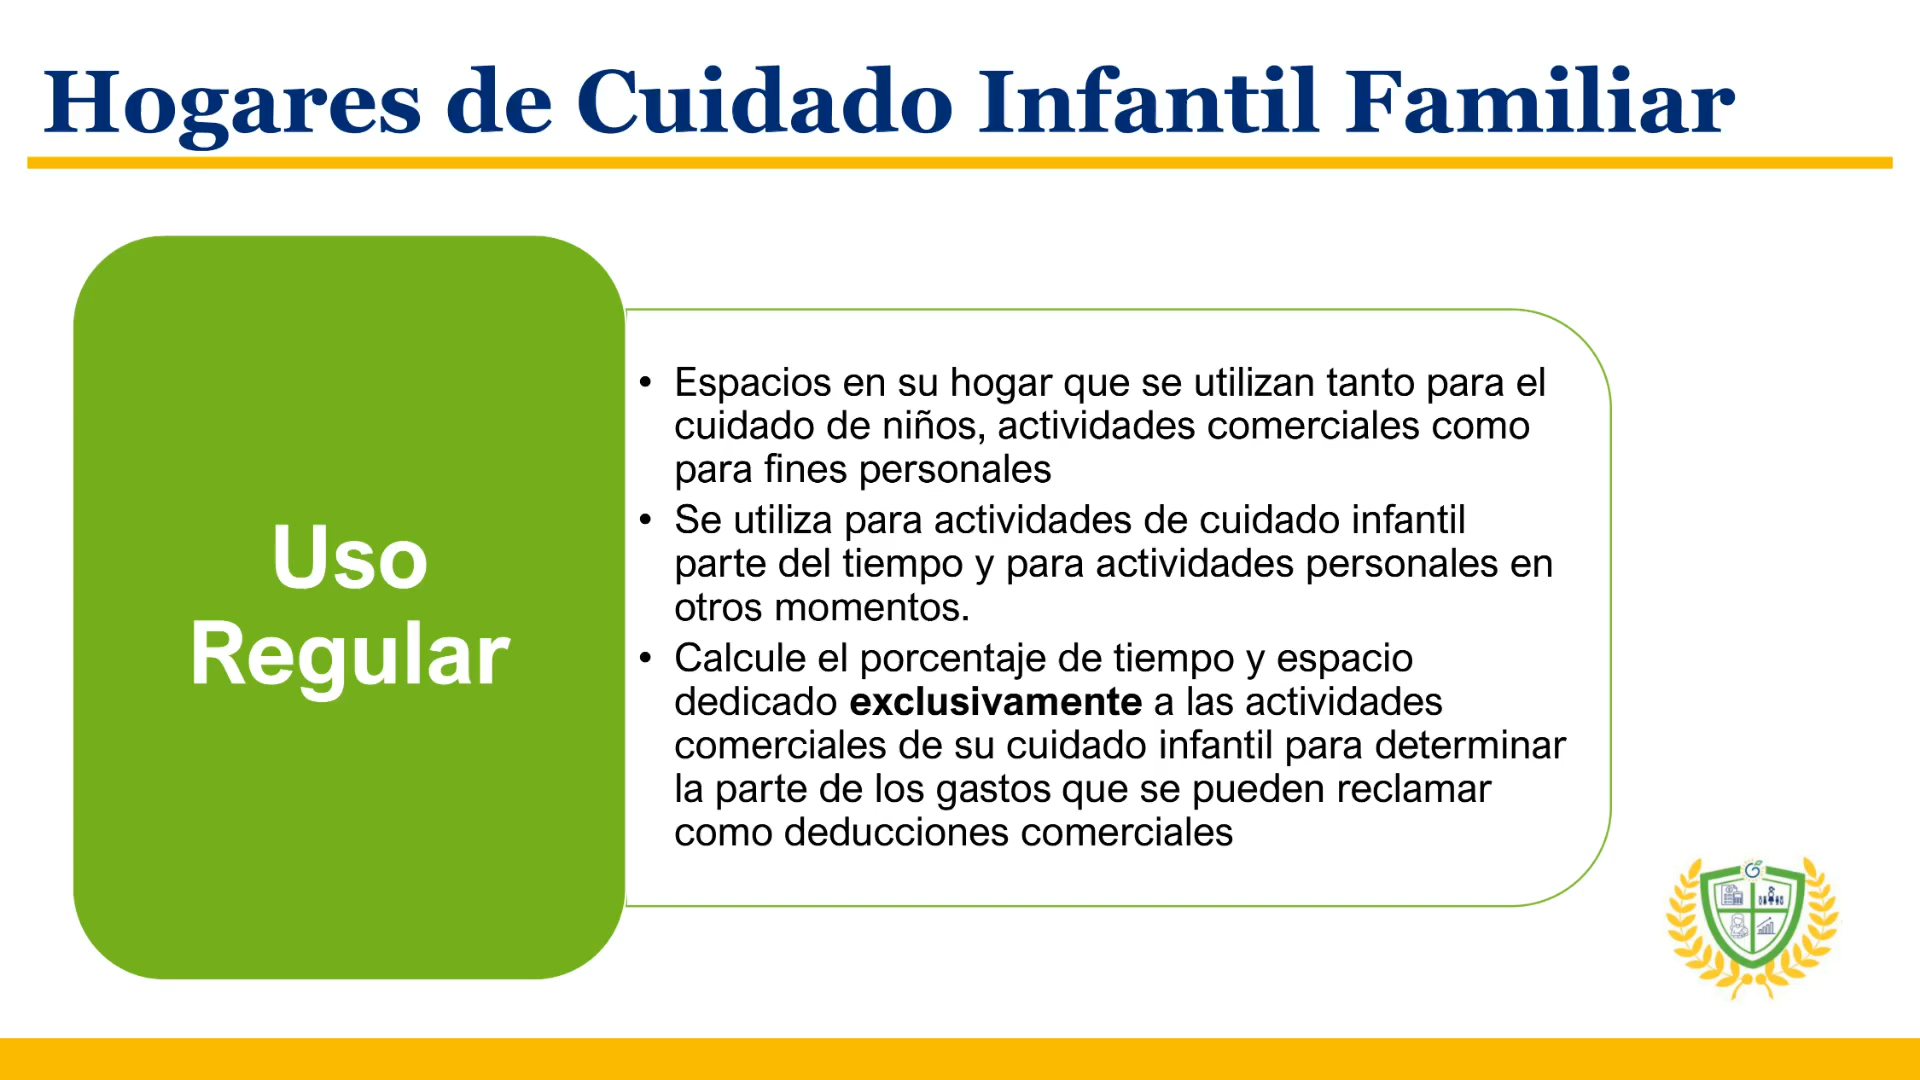 Hogares de Cuidado Infantil Familiar
Uso
Regular
• Espacios en su hogar que se utilizan tanto para el
cuidado de niños, actividades comerciales como
para fines personales
• Se utiliza para actividades de cuidado infantil
parte del tiempo y para actividades personales en
otros momentos.
• Calcule el porcentaje de tiempo y espacio
dedicado exclusivamente a las actividades
comerciales de su cuidado infantil para determinar
la parte de los gastos que se pueden reclamar
como deducciones comerciales